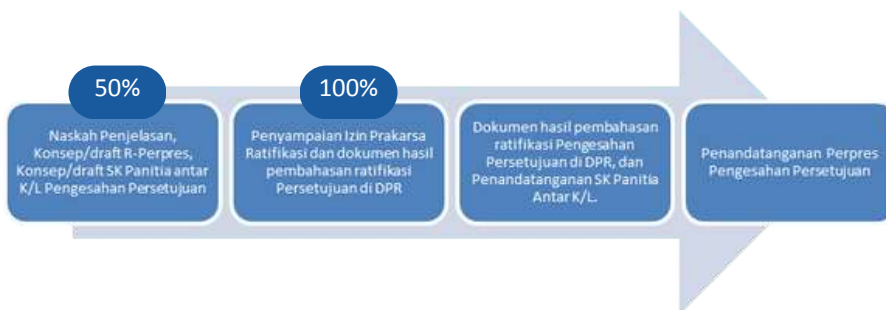 50%
100%
Naskah Penjelasan,
Konsep/draft R-Perpres,
Konsep/draft SK Panitia antar
K/L Pengesahan Persetujuan
Penyampaian Izin Prakarsa
Ratifikasi dan dokumen hasil
pembahasan ratifikasi
Persetujuan di DPR
Dokumen hasil pembahasan
ratifikasi Pengesahan
Persetujuan di DPR, dan
Penandatanganan SK Panitia
Antar K/L.
Penandatanganan Perpres
Pengesahan Persetujuan